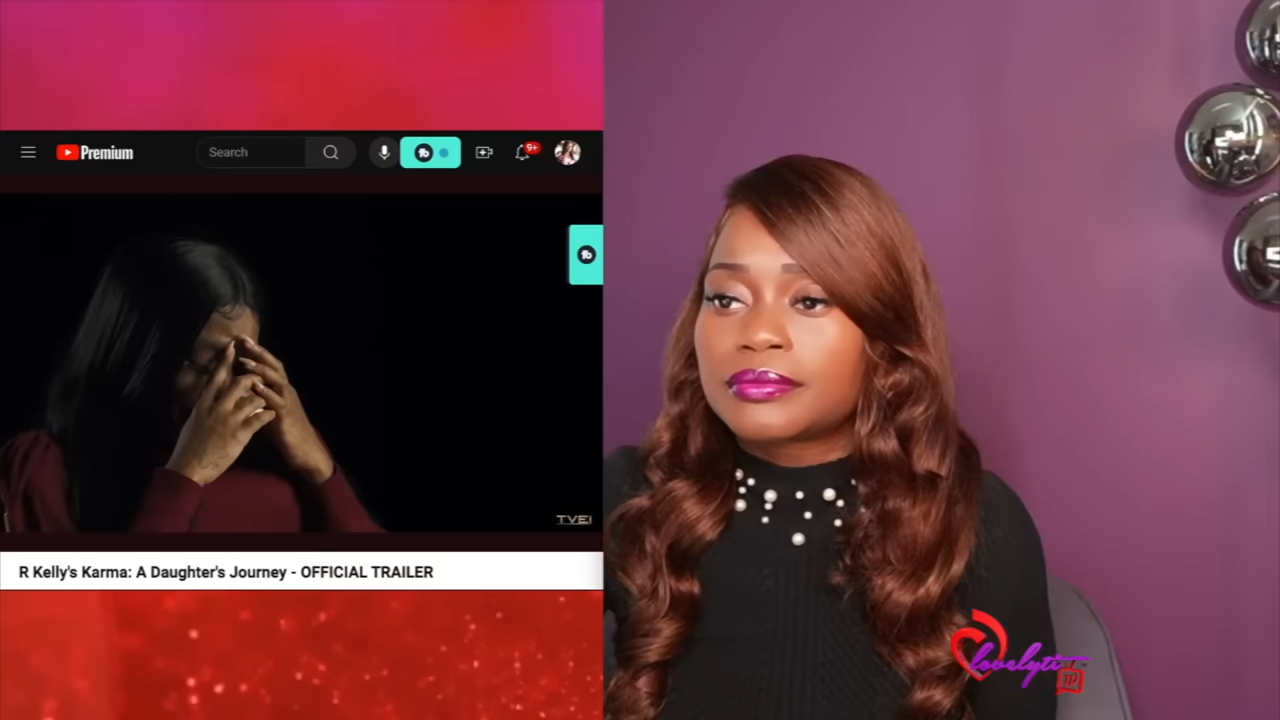 Premium
Search
9+
TVEI
R Kelly's Karma: A Daughter's Journey - OFFICIAL TRAILER
lovelyti